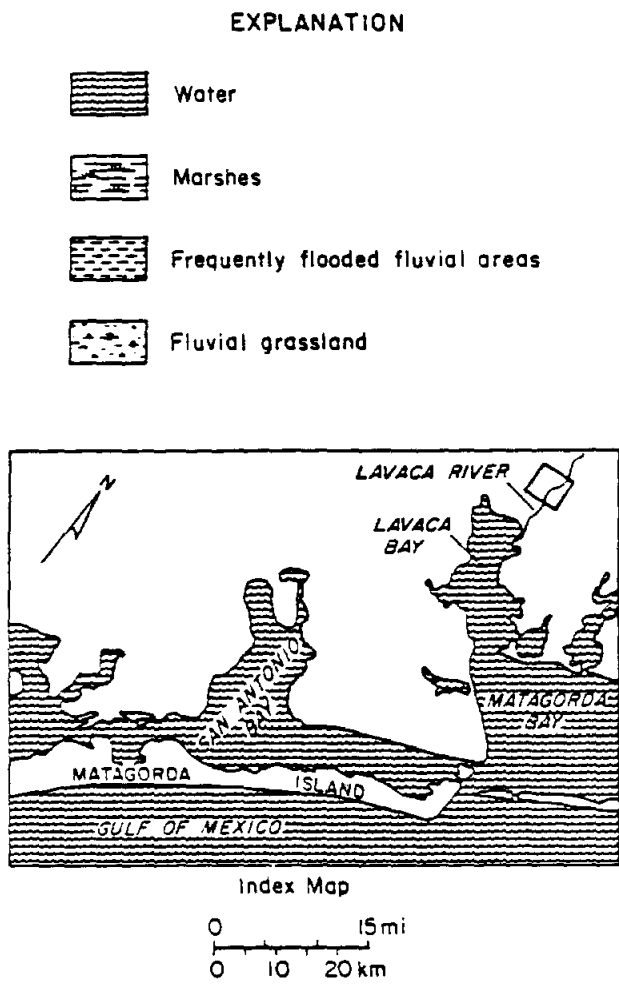 EXPLANATION
Water
Marshes
Frequently flooded fluvial areas
Fluvial grassland
N
LAVACA RIVER
LAVACA
BAY
SAN ANTONIO
BAY
MATAGORDA
BAY
MATAGORDA ISLAND
GULF OF MEXICO
Index Map
0 15 mi
0 10 20 km